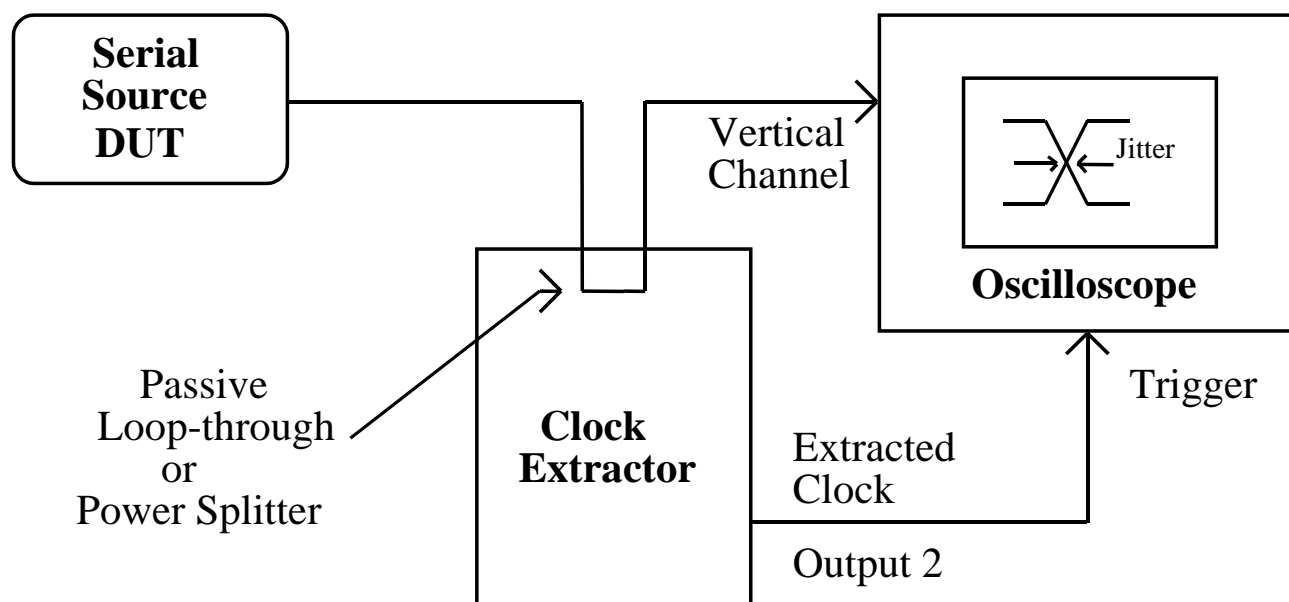 Serial
Source
DUT
Vertical
Channel
Jitter
Oscilloscope
Passive
Loop-through
or
Power Splitter
Clock
Extractor
Extracted
Clock
Output 2
Trigger